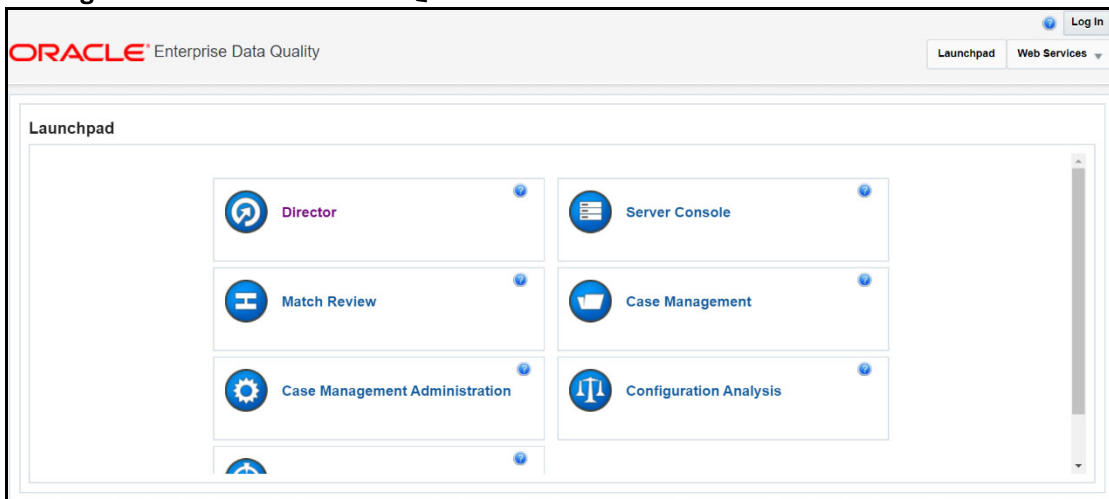 Log In
ORACLE Enterprise Data Quality
Launchpad Web Services
Launchpad
Director
Server Console
Match Review
Case Management
Case Management Administration
Configuration Analysis